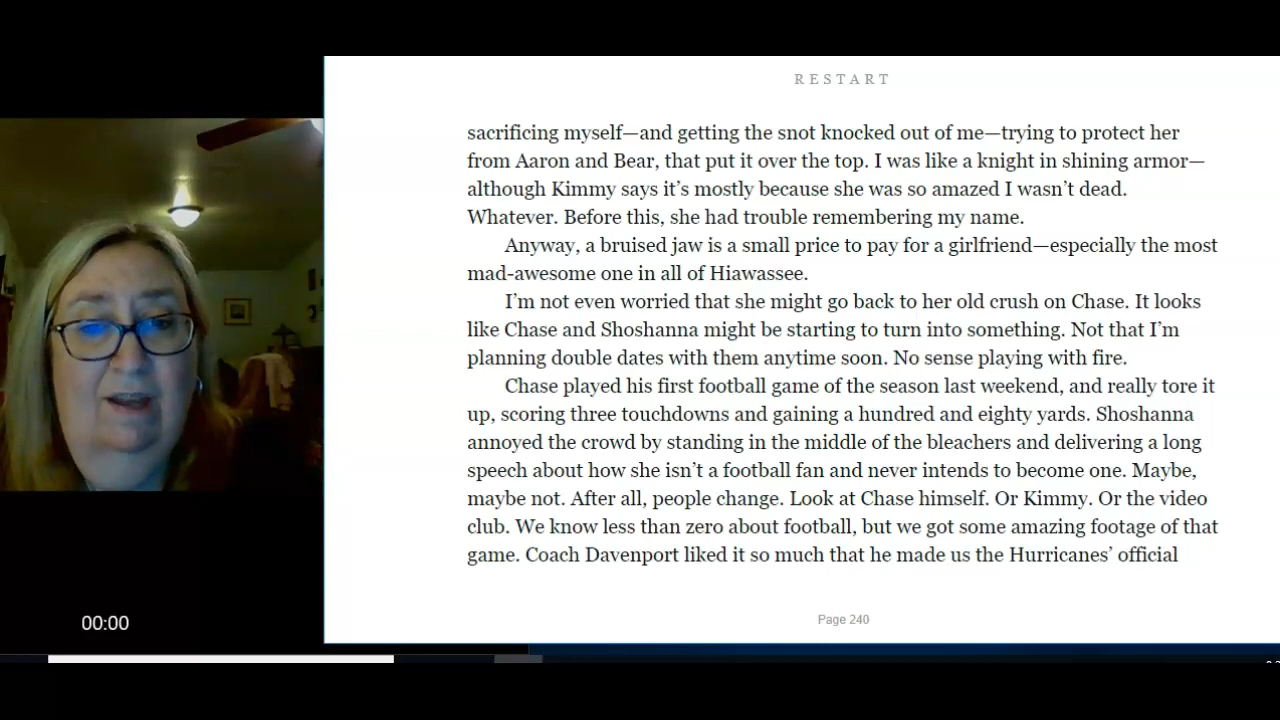 RESTART
sacrificing myself—and getting the snot knocked out of me—trying to protect her
from Aaron and Bear, that put it over the top. I was like a knight in shining armor—
although Kimmy says it’s mostly because she was so amazed I wasn’t dead.
Whatever. Before this, she had trouble remembering my name.
Anyway, a bruised jaw is a small price to pay for a girlfriend—especially the most
mad-awesome one in all of Hiawassee.
I’m not even worried that she might go back to her old crush on Chase. It looks
like Chase and Shoshanna might be starting to turn into something. Not that I’m
planning double dates with them anytime soon. No sense playing with fire.
Chase played his first football game of the season last weekend, and really tore it
up, scoring three touchdowns and gaining a hundred and eighty yards. Shoshanna
annoyed the crowd by standing in the middle of the bleachers and delivering a long
speech about how she isn’t a football fan and never intends to become one. Maybe,
maybe not. After all, people change. Look at Chase himself. Or Kimmy. Or the video
club. We know less than zero about football, but we got some amazing footage of that
game. Coach Davenport liked it so much that he made us the Hurricanes’ official
Page 240
00:00